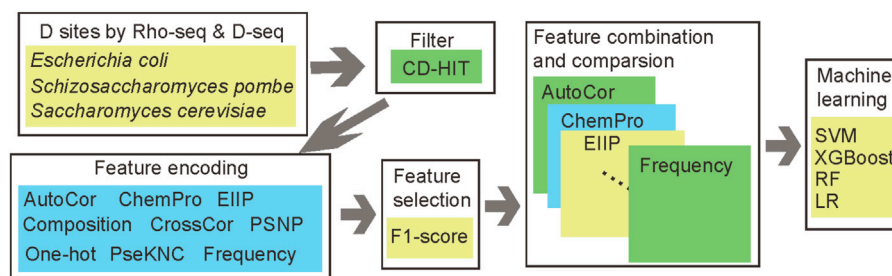 D sites by Rho-seq & D-seq
Escherichia coli
Schizosaccharomyces pombe
Saccharomyces cerevisiae
Filter
CD-HIT
Feature encoding
AutoCor ChemPro EIIP
Composition CrossCor PSNP
One-hot PseKNC Frequency
Feature
selection
F1-score
Feature combination
and comparsion
AutoCor
ChemPro
EIIP
Frequency
Machine
learning
SVM
XGBoost
RF
LR